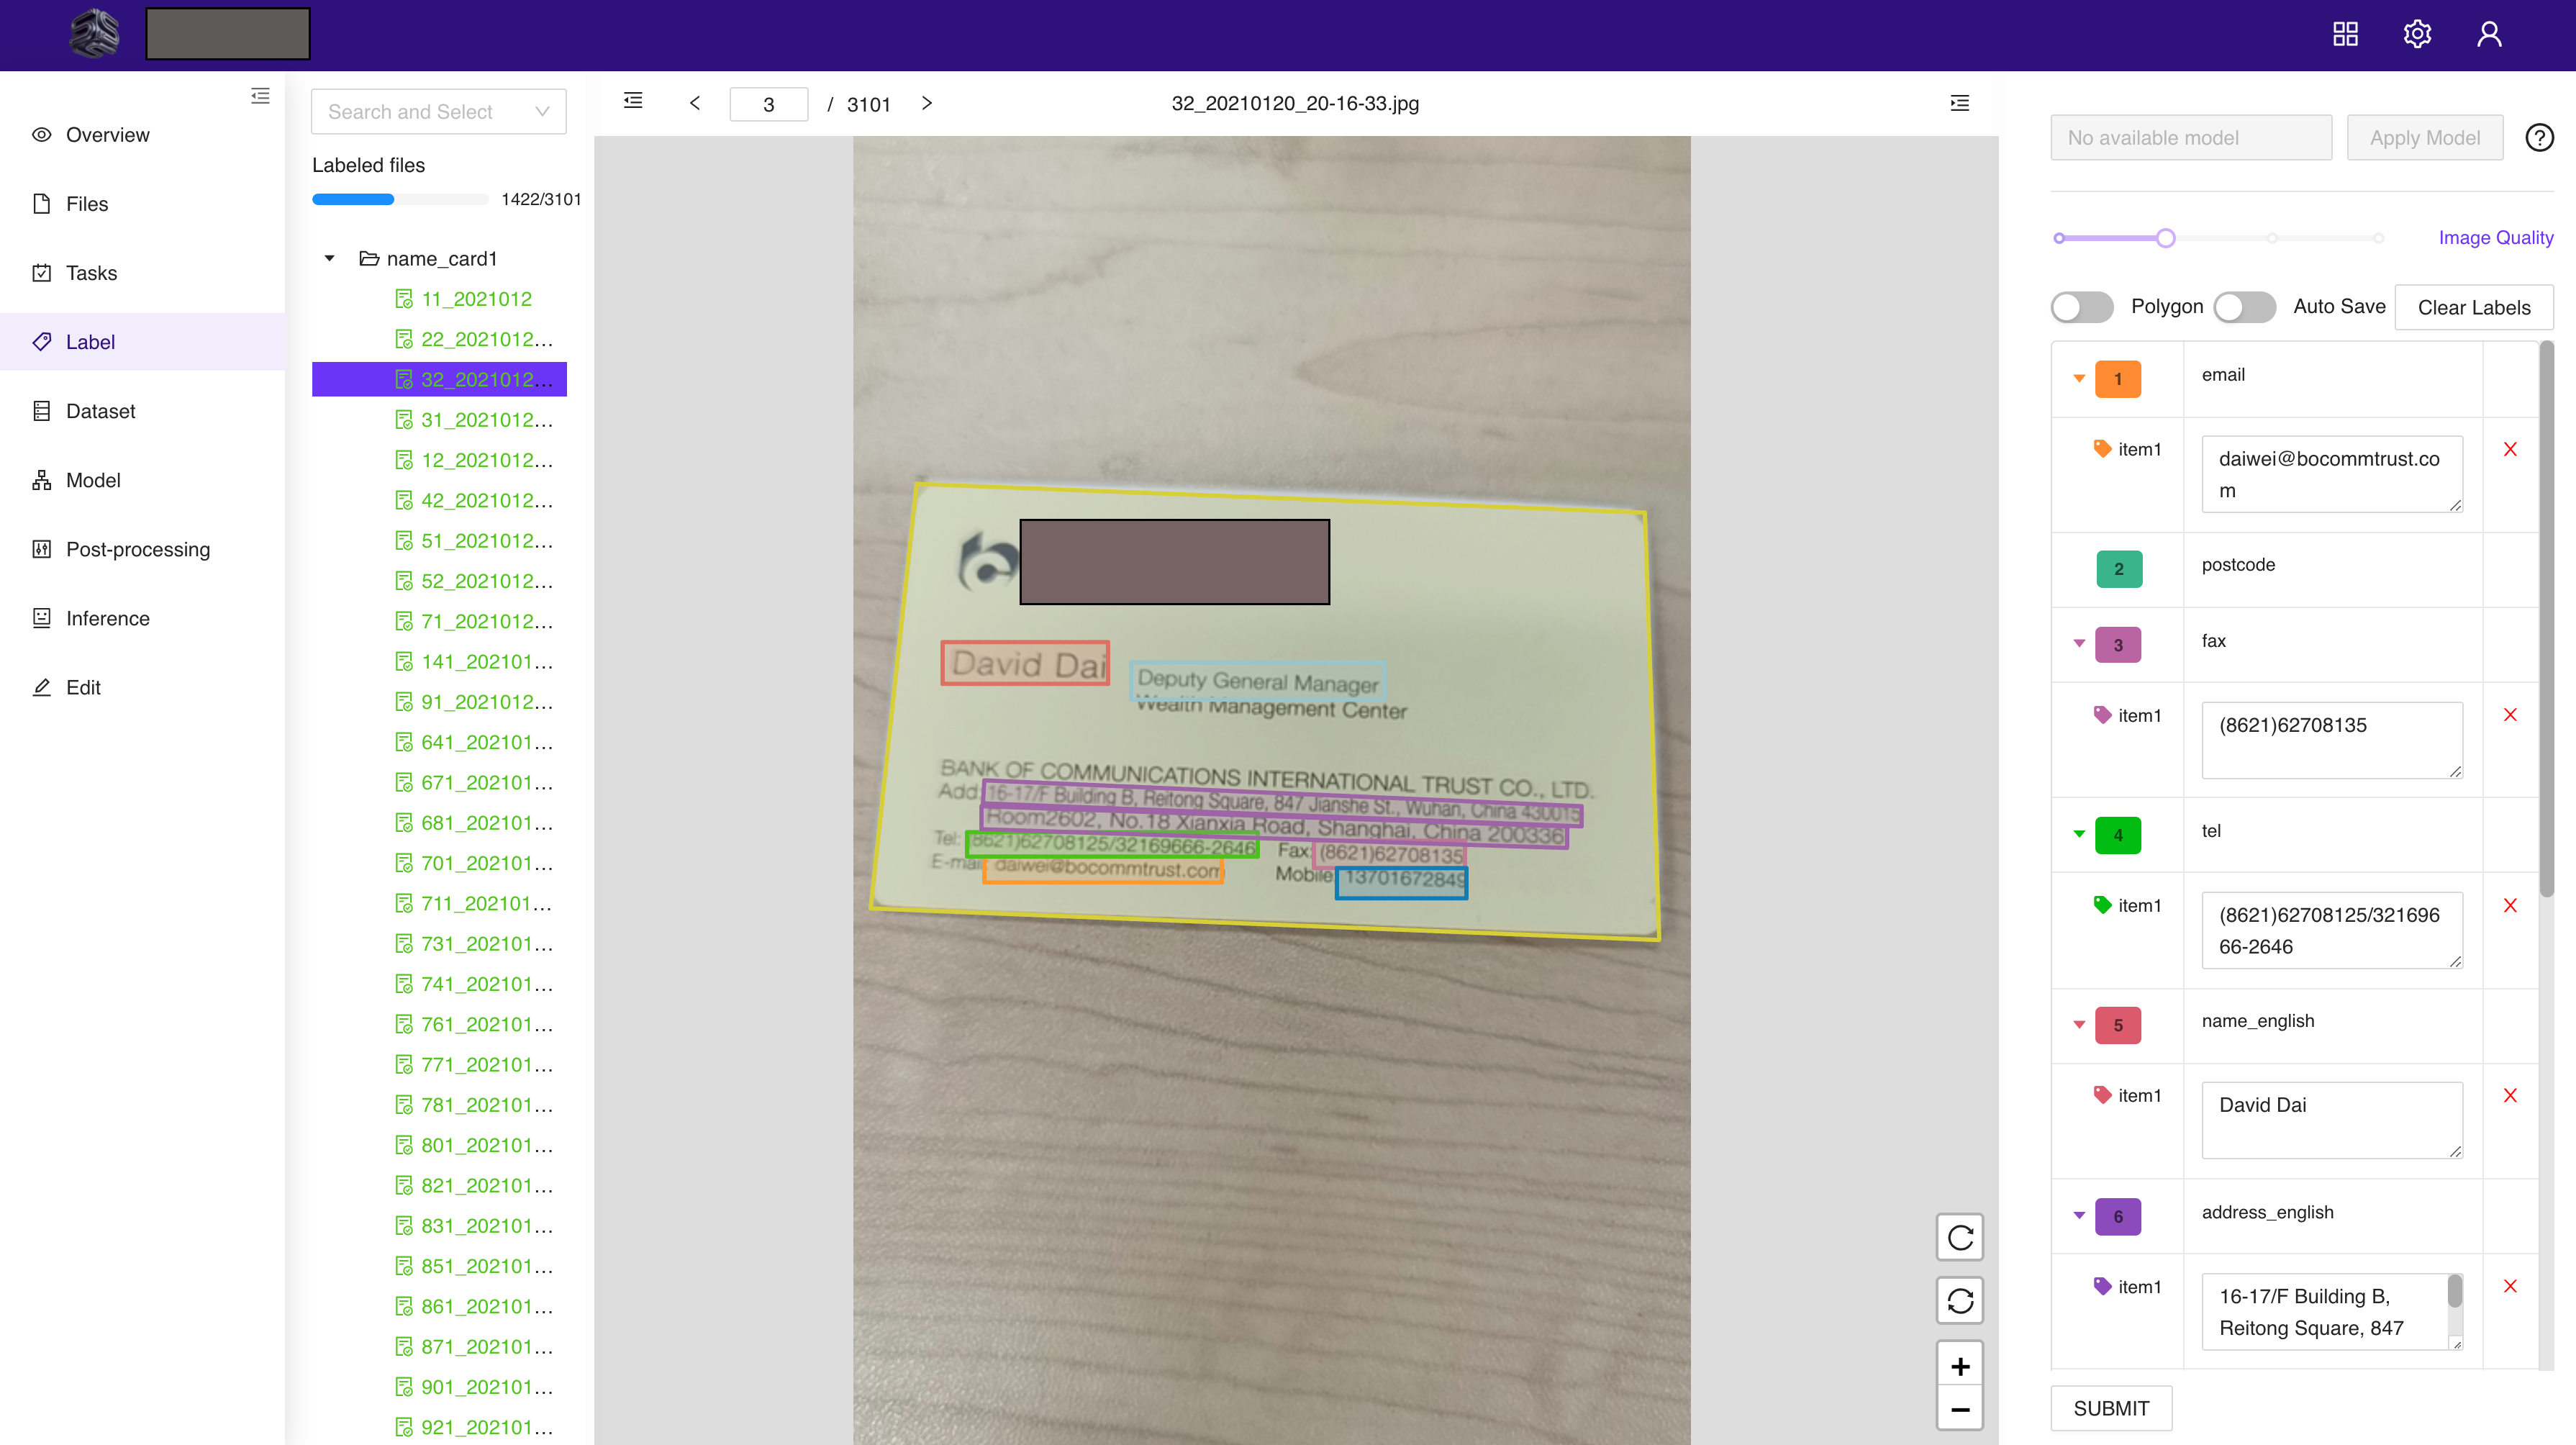 Search and Select
3 / 3101
32_20210120_20-16-33.jpg
Overview
Files
Tasks
Label
Dataset
Model
Post-processing
Inference
Edit
Labeled files
1422/3101
name_card1
11_2021012
22_2021012...
32_2021012...
31_2021012...
12_2021012...
42_2021012...
51_2021012...
52_2021012...
71_2021012...
141_202101...
91_2021012...
641_202101...
671_202101...
681_202101...
701_202101...
711_202101...
731_202101...
741_202101...
761_202101...
771_202101...
781_202101...
801_202101...
821_202101...
831_202101...
851_202101...
861_202101...
871_202101...
901_202101...
921_202101...
David Dai
Deputy General Manager
Wealth Management Center
BANK OF COMMUNICATIONS INTERNATIONAL TRUST CO., LTD.
Add: 16-17/F Building B, Reitong Square, 847 Jianshe St., Wuhan, China 430015
Room2602, No.18 Xianxia Road, Shanghai, China 200336
Tel: (8621)62708125/32169666-2646 Fax: (8621)62708135
E-mail: daiwei@bocommtrust.com Mobile: 13701672849
No available model
Apply Model
Image Quality
Polygon
Auto Save
Clear Labels
1 email
item1 daiwei@bocommtrust.co
m
2 postcode
3 fax
item1 (8621)62708135
4 tel
item1 (8621)62708125/321696
66-2646
5 name_english
item1 David Dai
6 address_english
item1 16-17/F Building B,
Reitong Square, 847
SUBMIT